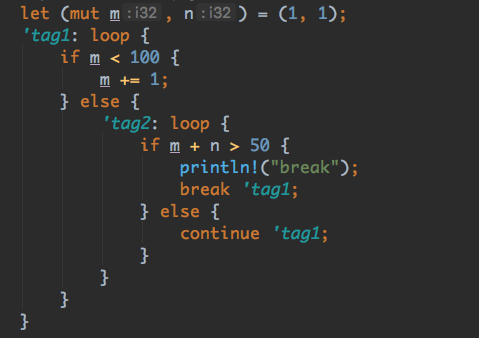 let (mut m: i32, n: i32) = (1, 1);
'tag1: loop {
    if m < 100 {
        m += 1;
    } else {
        'tag2: loop {
            if m + n > 50 {
                println!("break");
                break 'tag1;
            } else {
                continue 'tag1;
            }
        }
    }
}